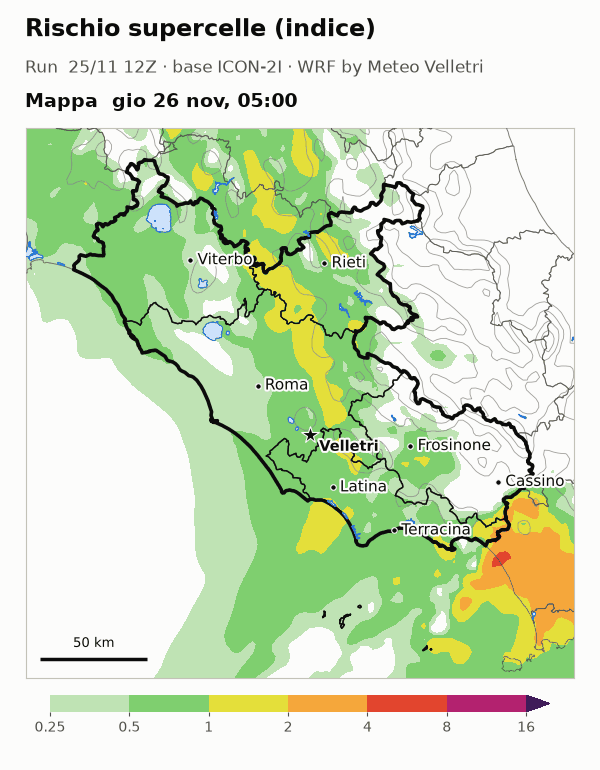 Rischio supercelle (indice)
Run  25/11 12Z · base ICON-2I · WRF by Meteo Velletri
Mappa  gio 26 nov, 05:00
Viterbo
Rieti
Roma
Velletri
Frosinone
Cassino
Latina
Terracina
50 km
0.25 0.5 1 2 4 8 16